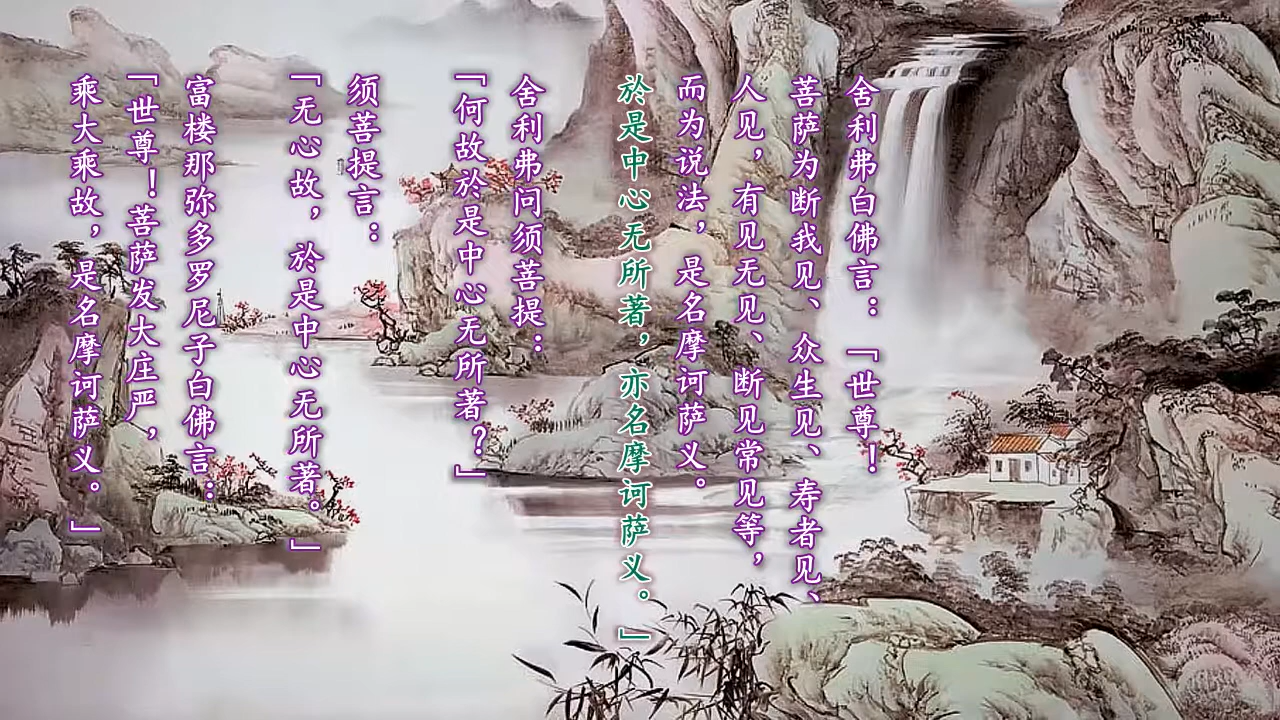 舍利弗白佛言：「世尊！
菩萨为断我见、众生见、寿者见、
人见，有见无见、断见常见等，
而为说法，是名摩诃萨义。
於是中心无所著，亦名摩诃萨义。」
舍利弗问须菩提：
「何故於是中心无所著？」
须菩提言：
「无心故，於是中心无所著。」
富楼那弥多罗尼子白佛言：
「世尊！菩萨发大庄严，
乘大乘故，是名摩诃萨义。」